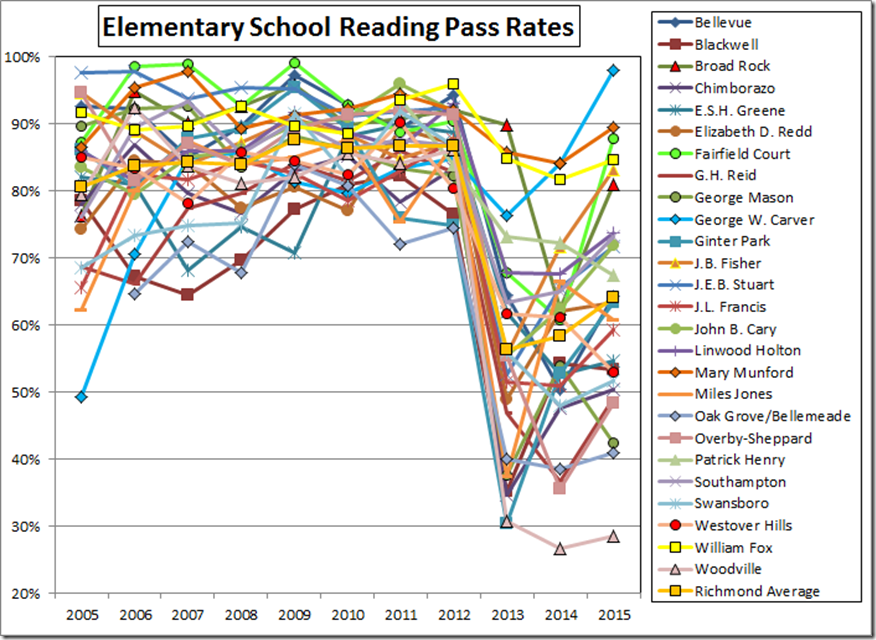 Elementary School Reading Pass Rates
100%
90%
80%
70%
60%
50%
40%
30%
20%
2005 2006 2007 2008 2009 2010 2011 2012 2013 2014 2015
Bellevue
Blackwell
Broad Rock
Chimborazo
E.S.H. Greene
Elizabeth D. Redd
Fairfield Court
G.H. Reid
George Mason
George W. Carver
Ginter Park
J.B. Fisher
J.E.B. Stuart
J.L. Francis
John B. Cary
Linwood Holton
Mary Munford
Miles Jones
Oak Grove/Bellemeade
Overby-Sheppard
Patrick Henry
Southampton
Swansboro
Westover Hills
William Fox
Woodville
Richmond Average